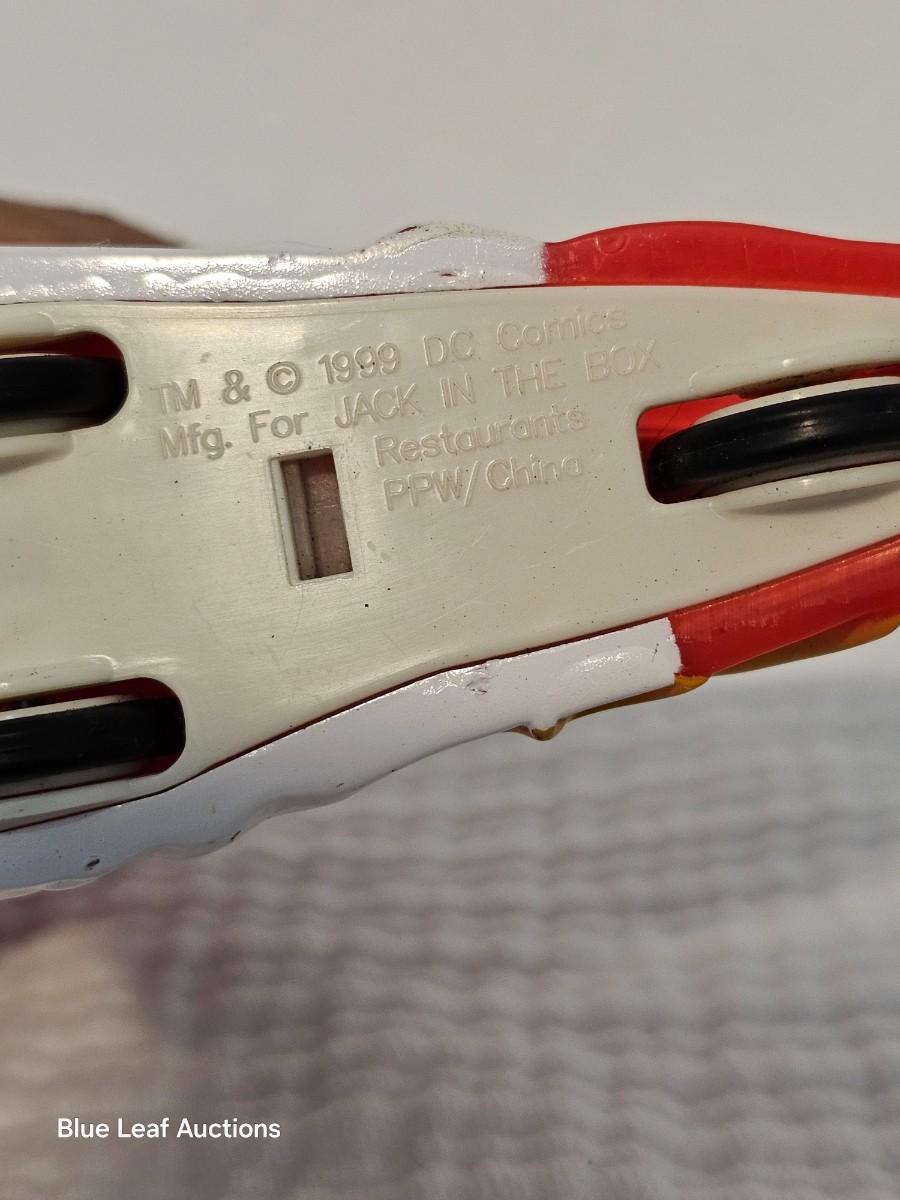 TM & © 1999 DC Comics
Mfg. For JACK IN THE BOX
Restaurants
PPW/China
Blue Leaf Auctions